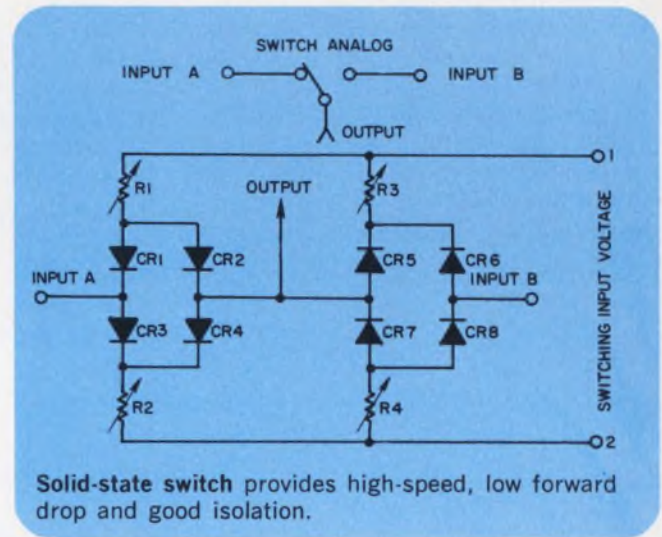 SWITCH ANALOG
INPUT A
INPUT B
OUTPUT
1
R1
OUTPUT
R3
CR1
CR2
CR5
CR6
INPUT A
INPUT B
CR3
CR4
CR7
CR8
R2
R4
SWITCHING INPUT VOLTAGE
2
Solid-state switch provides high-speed, low forward
drop and good isolation.